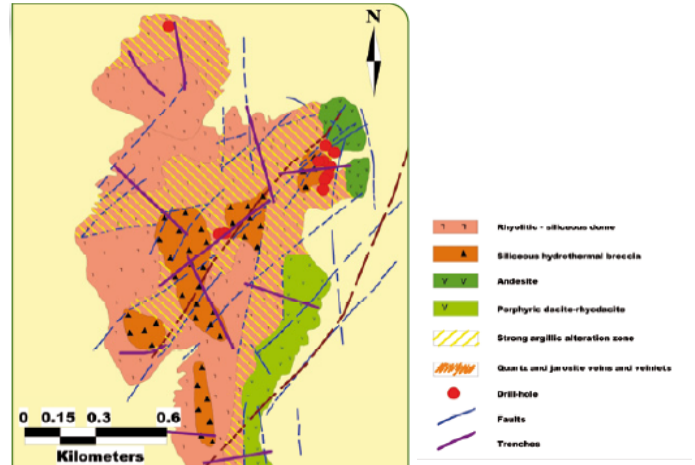 N
Rhyolitic - siliceous dome
Siliceous hydrothermal breccia
Andesite
Porphyric dacite-rhyodacite
Strong argillic alteration zone
Quartz and jarosite veins and veinlets
Drill-hole
Faults
Trenches
0 0.15 0.3 0.6
Kilometers